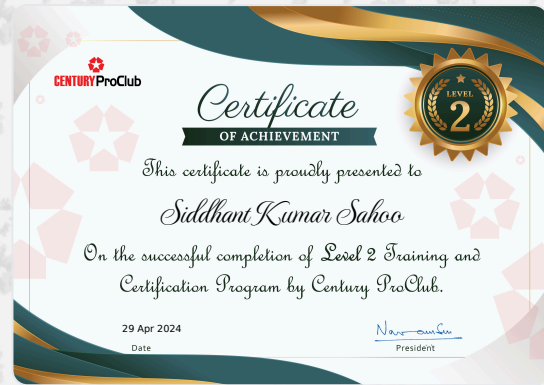 CENTURY ProClub
LEVEL
2
Certificate
OF ACHIEVEMENT
This certificate is proudly presented to
Siddhant Kumar Sahoo
On the successful completion of Level 2 Training and
Certification Program by Century ProClub.
29 Apr 2024
Date
President